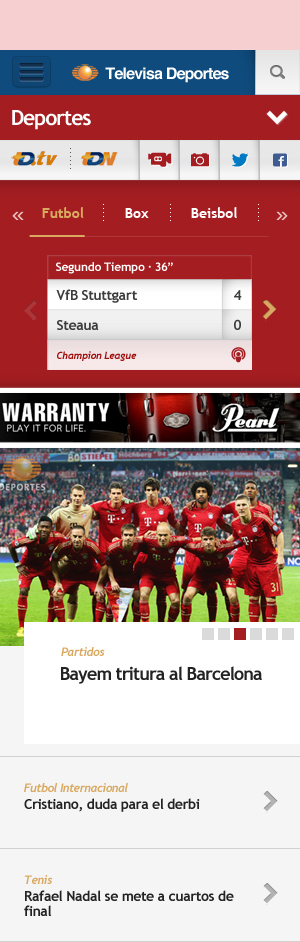 Televisa Deportes
Deportes
tD.tv
tDN
« Futbol Box Beisbol »
Segundo Tiempo · 36”
VfB Stuttgart 4
Steaua 0
Champion League
WARRANTY
PLAY IT FOR LIFE.
Pearl
STIEPEL
DEPORTES
31
Partidos
Bayem tritura al Barcelona
Futbol Internacional
Cristiano, duda para el derbi
Tenis
Rafael Nadal se mete a cuartos de
final